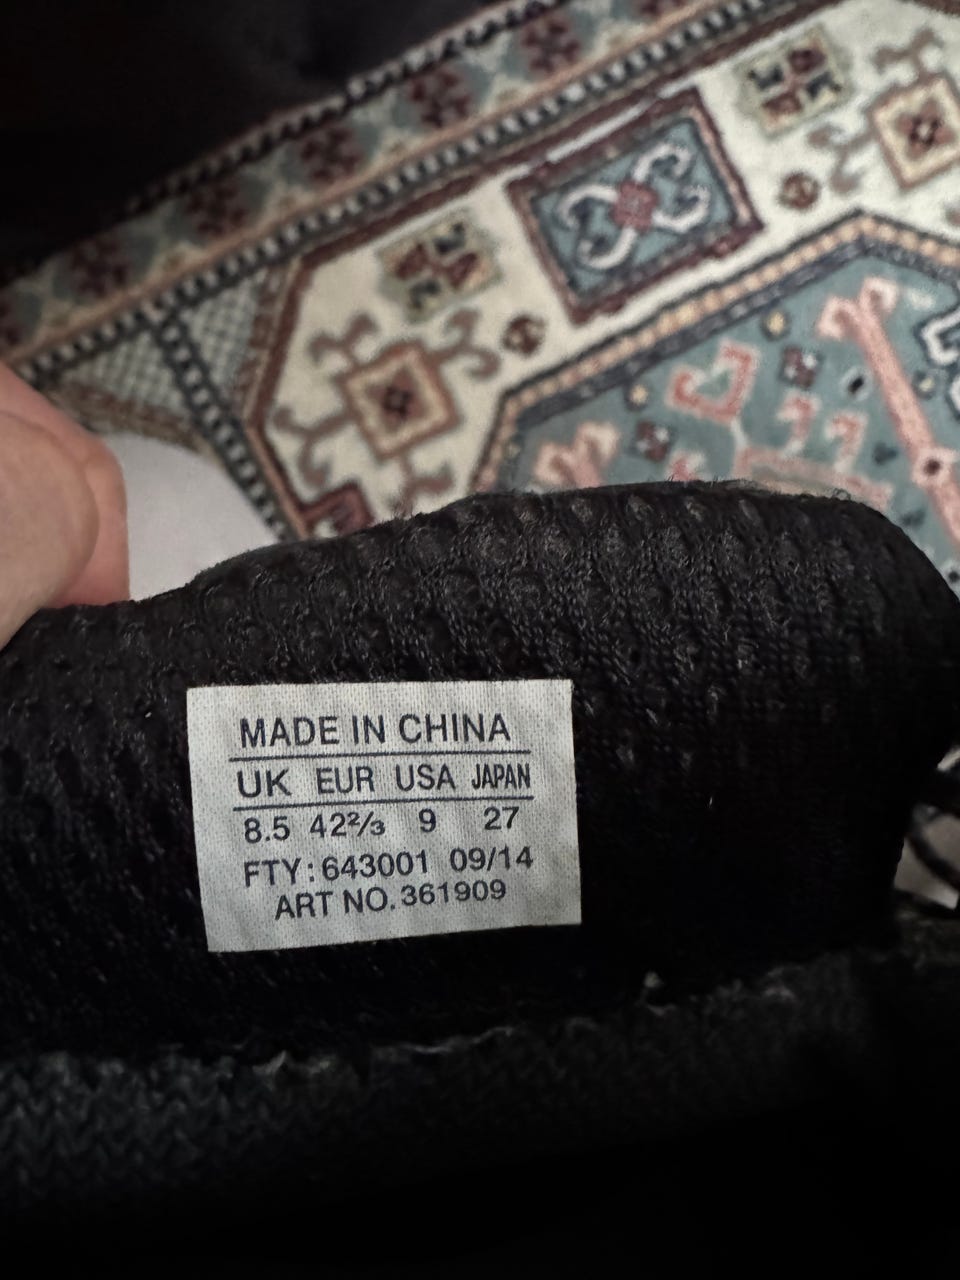 MADE IN CHINA
UK EUR USA JAPAN
8.5 42⅔ 9 27
FTY: 643001 09/14
ART NO. 361909